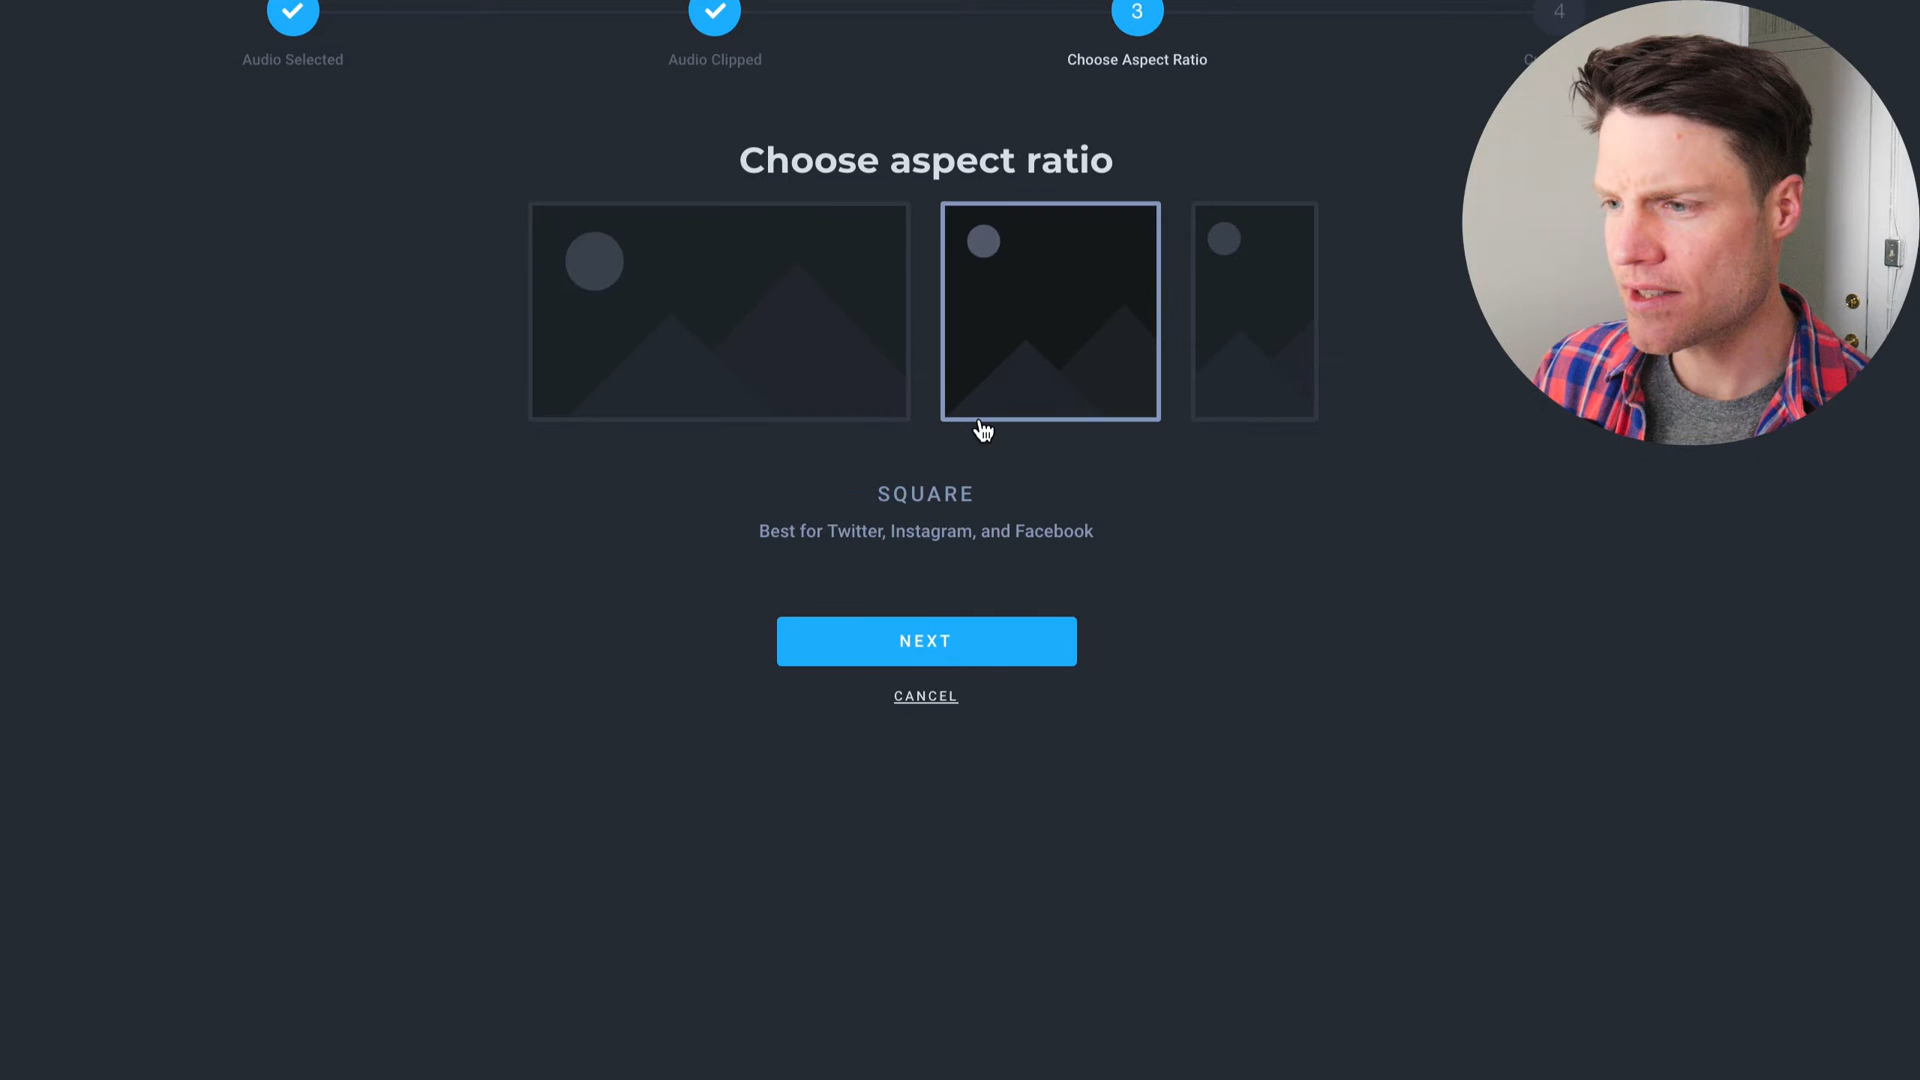 3
4
Audio Selected
Audio Clipped
Choose Aspect Ratio
Choose aspect ratio
SQUARE
Best for Twitter, Instagram, and Facebook
NEXT
CANCEL